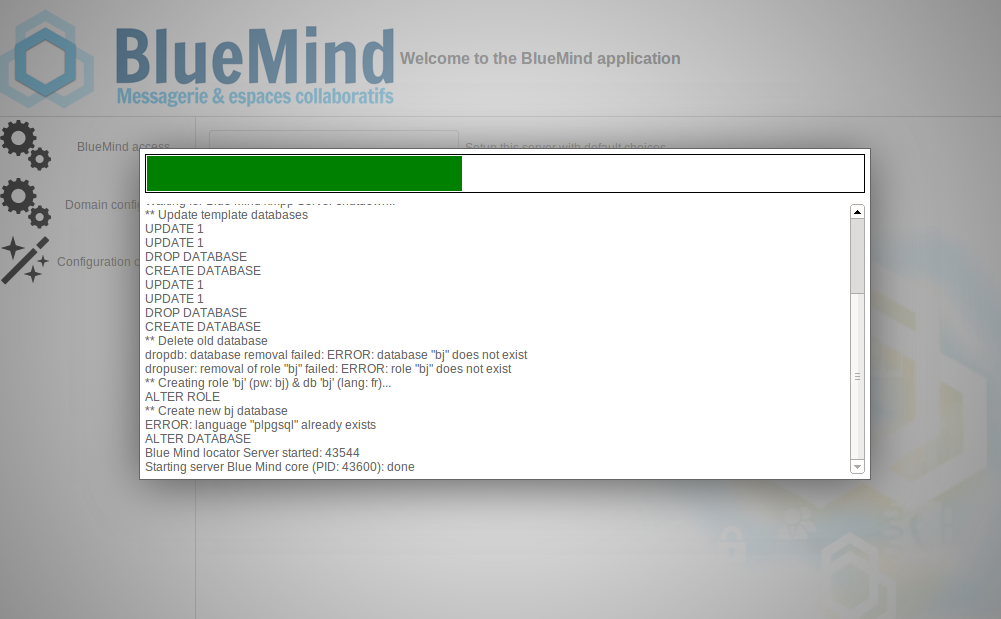 BlueMind
Messagerie & espaces collaboratifs
Welcome to the BlueMind application
BlueMind access
Setup this server with default choices
Domain confi
Configuration
** Update template databases
UPDATE 1
UPDATE 1
DROP DATABASE
CREATE DATABASE
UPDATE 1
UPDATE 1
DROP DATABASE
CREATE DATABASE
** Delete old database
dropdb: database removal failed: ERROR: database "bj" does not exist
dropuser: removal of role "bj" failed: ERROR: role "bj" does not exist
** Creating role 'bj' (pw: bj) & db 'bj' (lang: fr)...
ALTER ROLE
** Create new bj database
ERROR: language "plpgsql" already exists
ALTER DATABASE
Blue Mind locator Server started: 43544
Starting server Blue Mind core (PID: 43600): done